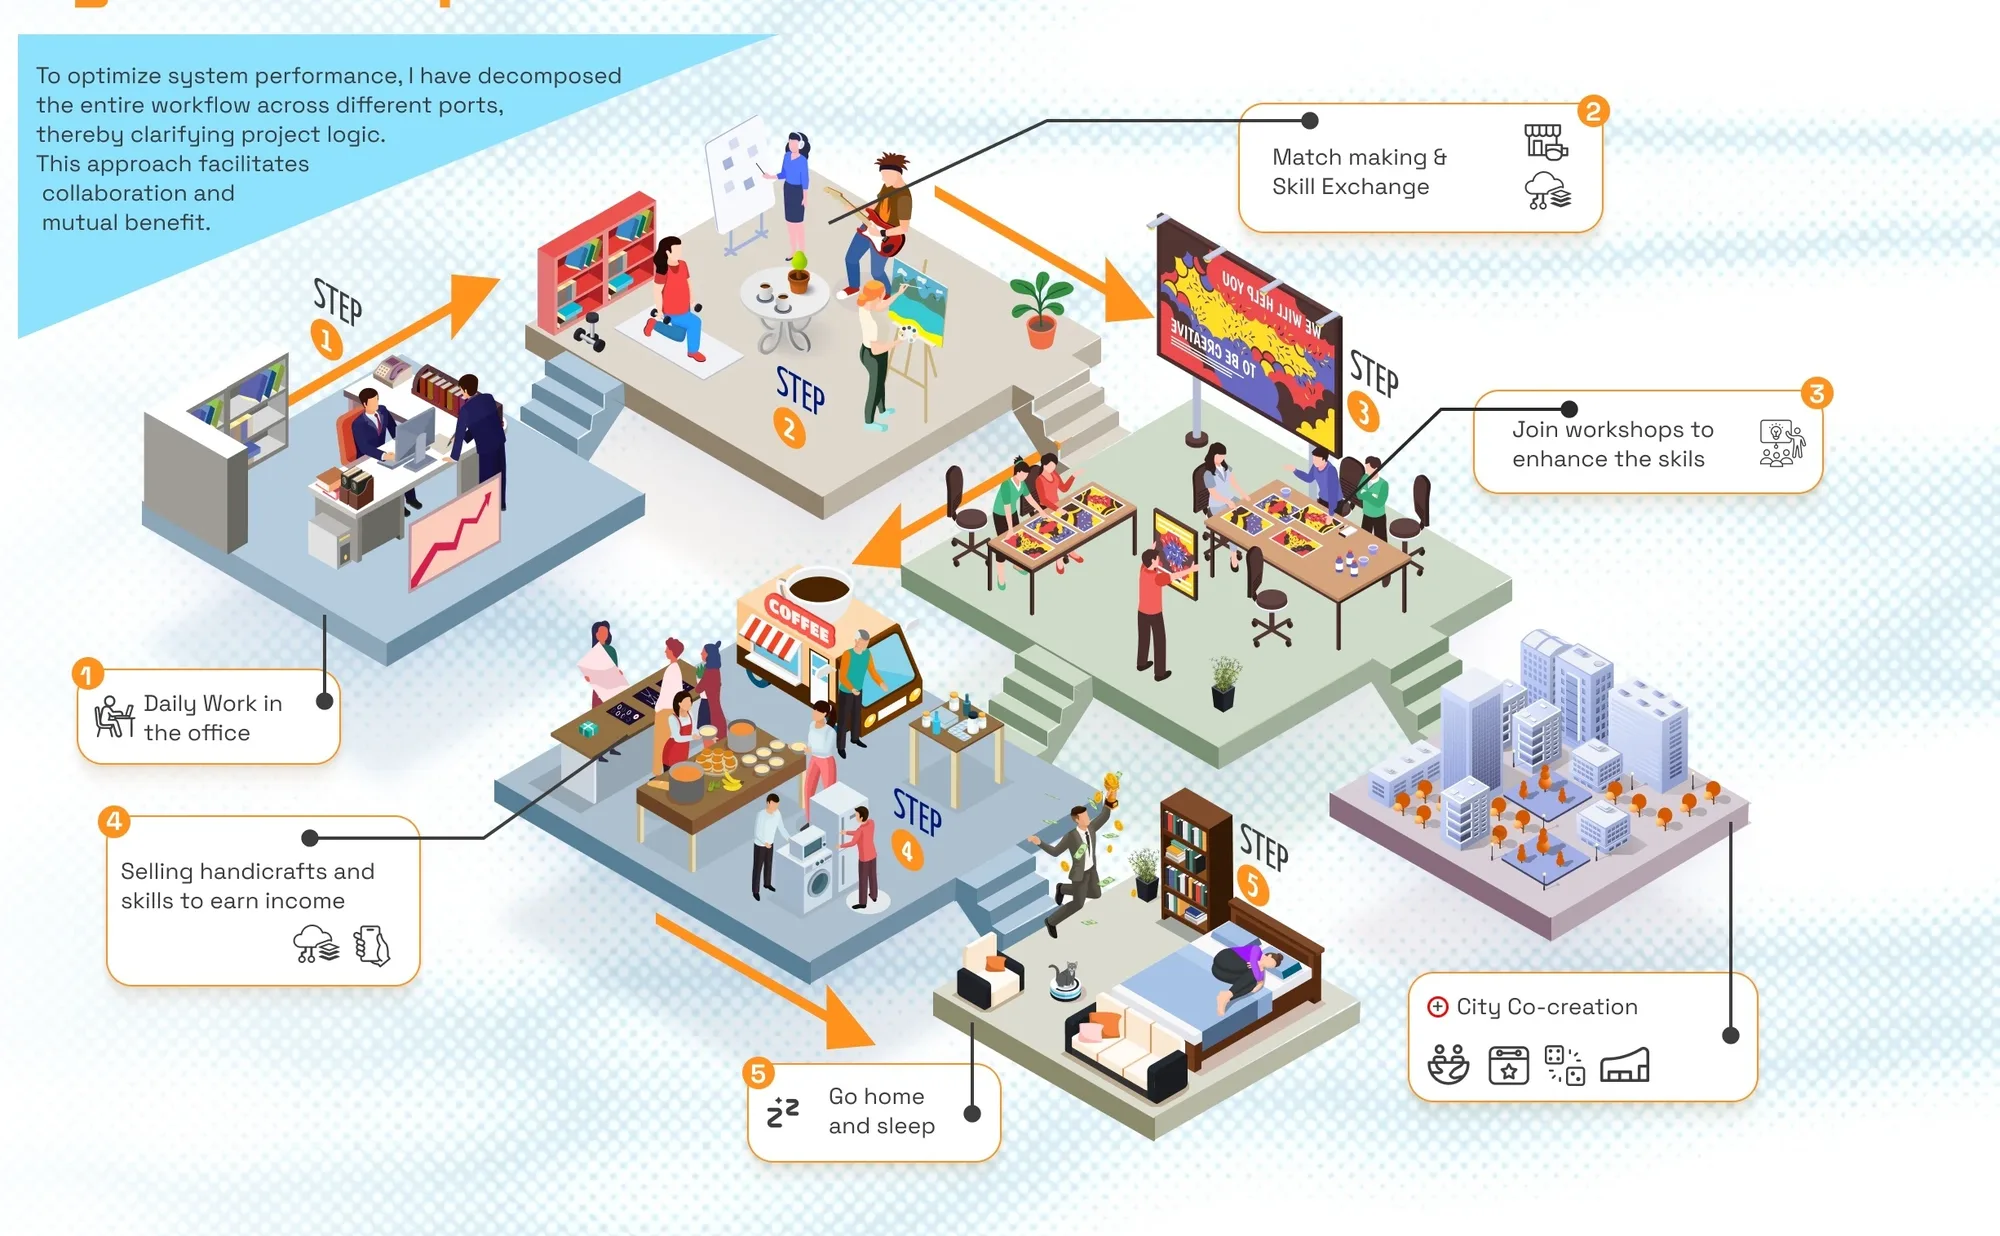 To optimize system performance, I have decomposed
the entire workflow across different ports,
thereby clarifying project logic.
This approach facilitates
collaboration and
mutual benefit.
2
Match making &
Skill Exchange
STEP
1
WE WILL HELP YOU
TO BE CREATIVE
STEP
2
STEP
3
3
Join workshops to
enhance the skils
COFFEE
1
Daily Work in
the office
STEP
4
4
Selling handicrafts and
skills to earn income
STEP
5
City Co-creation
5
Go home
and sleep